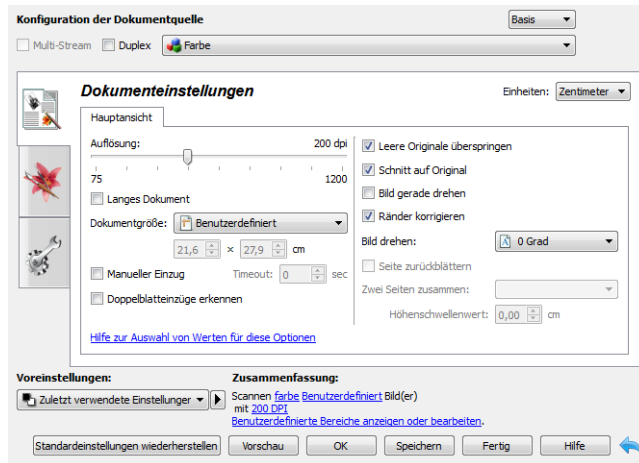 Konfiguration der Dokumentquelle
Basis
Multi-Stream
Duplex
Farbe
Dokumenteinstellungen
Einheiten:
Zentimeter
Hauptansicht
Auflösung:
200 dpi
75
1200
Langes Dokument
Dokumentgröße:
Benutzerdefiniert
21,6 × 27,9 cm
Manueller Einzug
Timeout: 0 sec
Doppelblatteinzüge erkennen
Hilfe zur Auswahl von Werten für diese Optionen
Leere Originale überspringen
Schnitt auf Original
Bild gerade drehen
Ränder korrigieren
Bild drehen:
0 Grad
Seite zurückblättern
Zwei Seiten zusammen:
Höhenschwellenwert: 0,00 cm
Voreinstellungen:
Zuletzt verwendete Einstellunger
Zusammenfassung:
Scannen farbe Benutzerdefiniert Bild(er)
mit 200 DPI
Benutzerdefinierte Bereiche anzeigen oder bearbeiten.
Standardeinstellungen wiederherstellen
Vorschau
OK
Speichern
Fertig
Hilfe